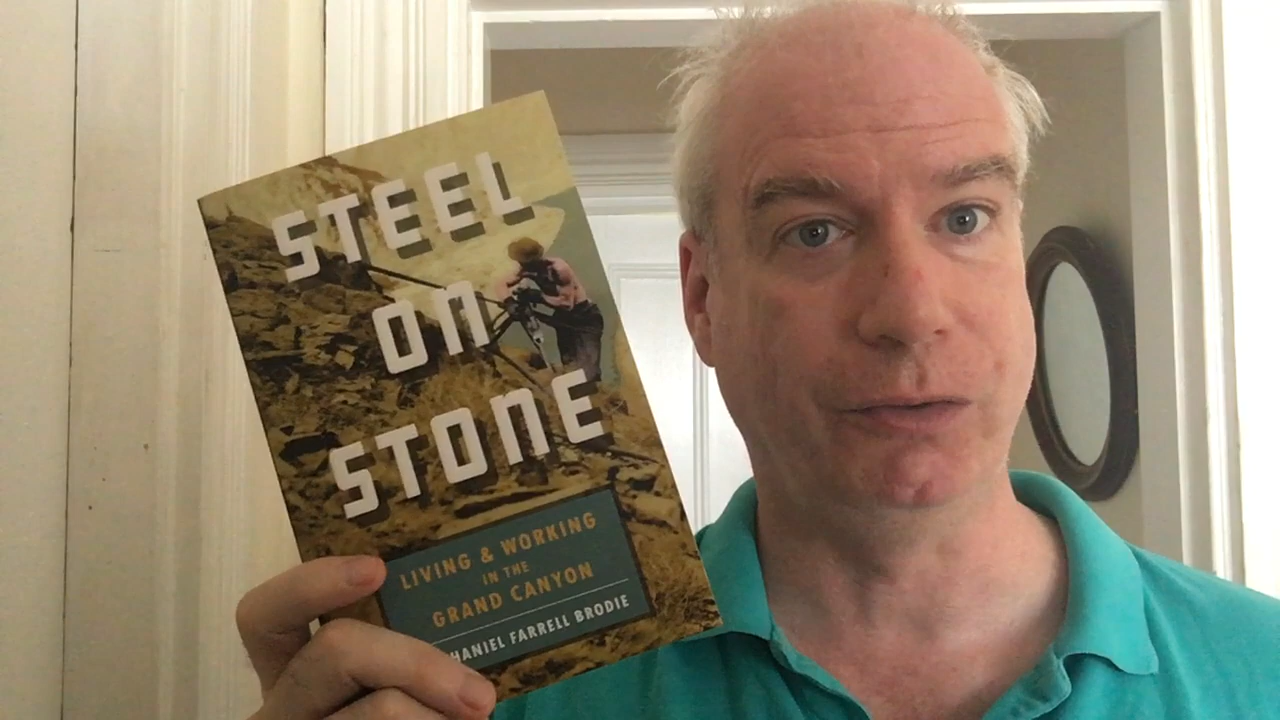 STEEL
ON
STONE
LIVING & WORKING
IN THE
GRAND CANYON
HANIEL FARRELL BRODIE